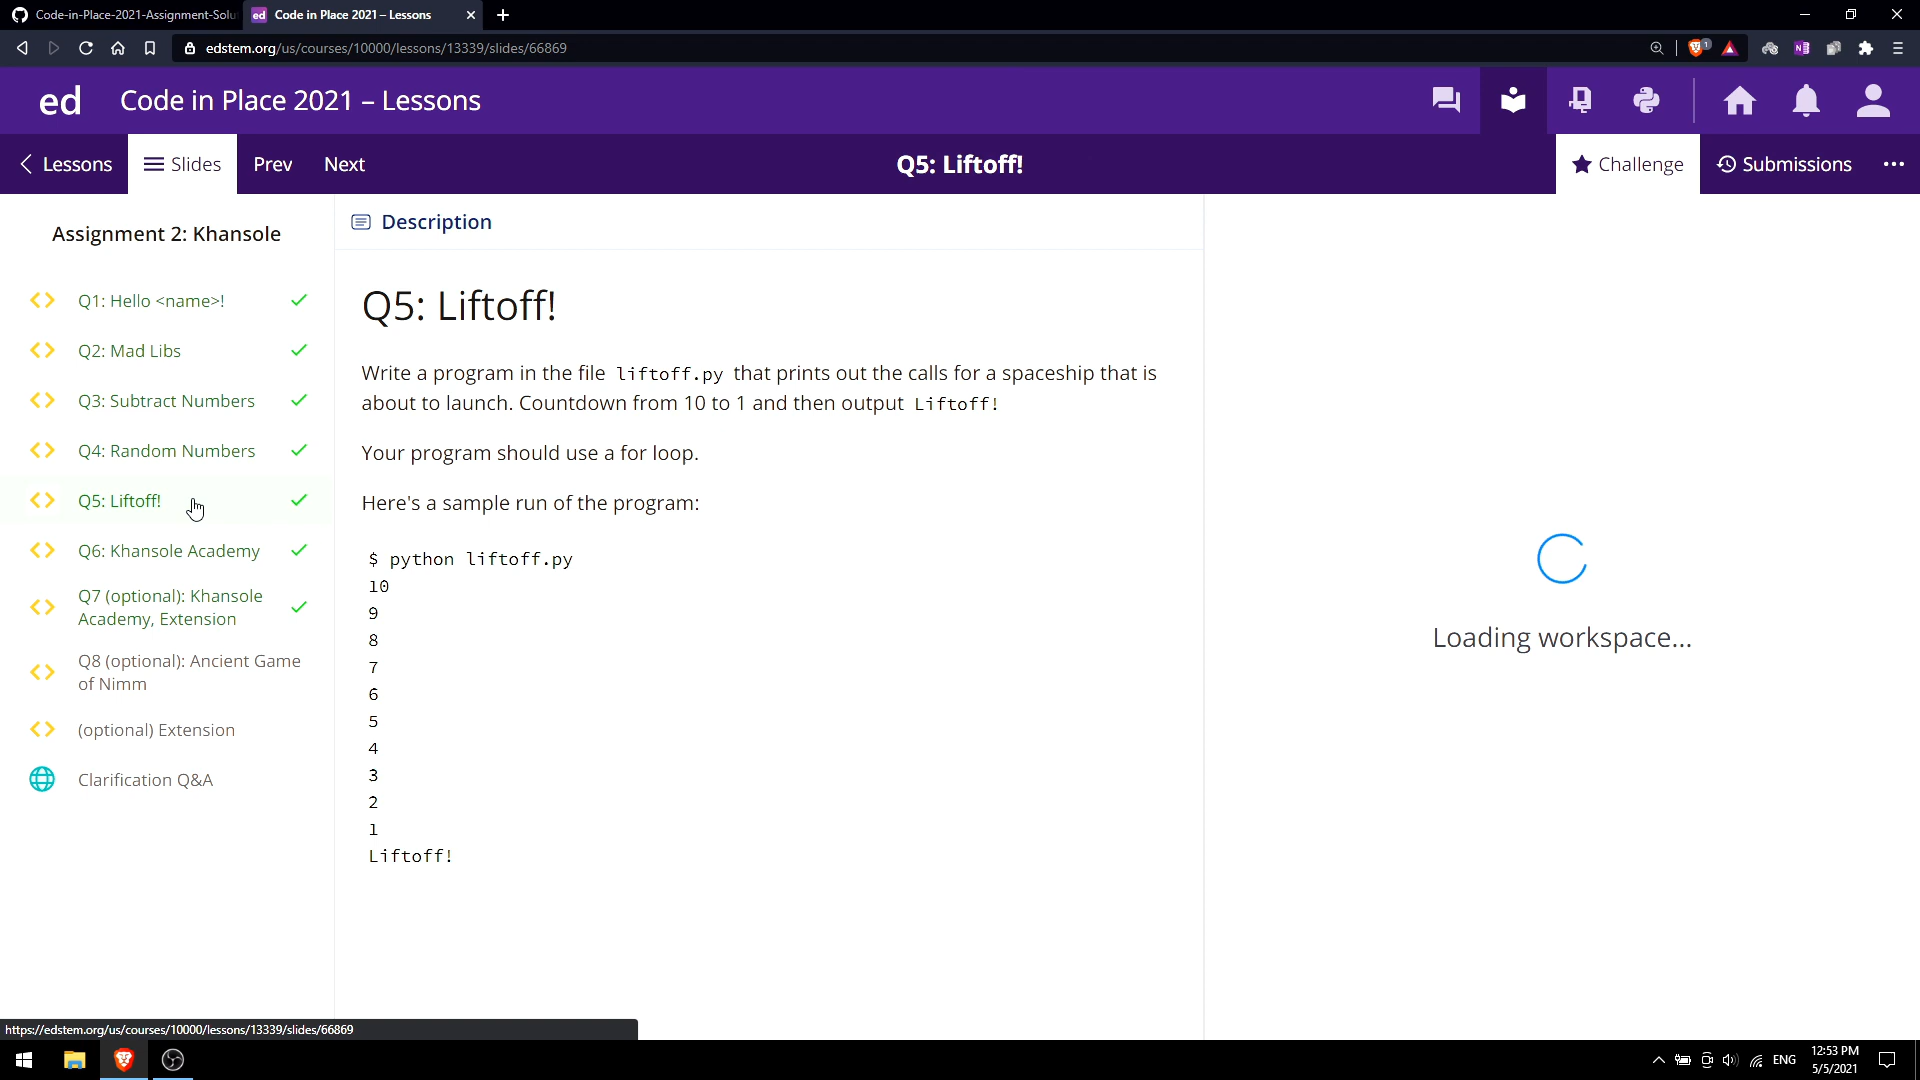 Code-in-Place-2021-Assignment-Solu
ed Code in Place 2021 – Lessons
edstem.org/us/courses/10000/lessons/13339/slides/66869
1
N
ed Code in Place 2021 – Lessons
Lessons Slides Prev Next Q5: Liftoff! Challenge Submissions
Assignment 2: Khansole
Q1: Hello <name>!
Q2: Mad Libs
Q3: Subtract Numbers
Q4: Random Numbers
Q5: Liftoff!
Q6: Khansole Academy
Q7 (optional): Khansole
Academy, Extension
Q8 (optional): Ancient Game
of Nimm
(optional) Extension
Clarification Q&A
Description
Q5: Liftoff!
Write a program in the file liftoff.py that prints out the calls for a spaceship that is
about to launch. Countdown from 10 to 1 and then output Liftoff!
Your program should use a for loop.
Here's a sample run of the program:
$ python liftoff.py
10
9
8
7
6
5
4
3
2
1
Liftoff!
Loading workspace...
https://edstem.org/us/courses/10000/lessons/13339/slides/66869
ENG
12:53 PM
5/5/2021